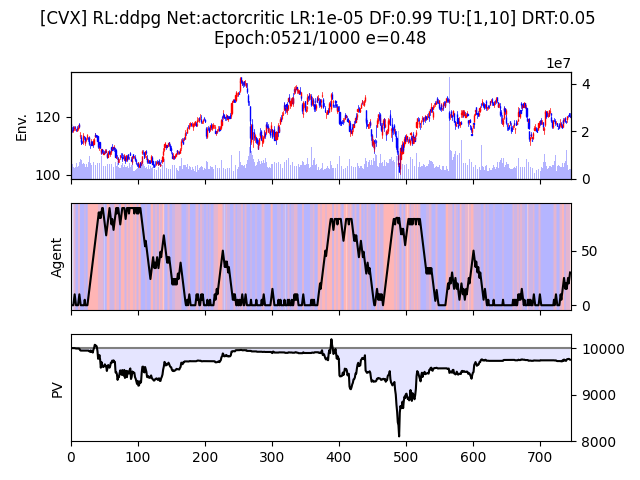 [CVX] RL:ddpg Net:actorcritic LR:1e-05 DF:0.99 TU:[1,10] DRT:0.05
Epoch:0521/1000 e=0.48
1e7
Env.
120
100
4
2
0
Agent
50
0
PV
10000
9000
8000
0 100 200 300 400 500 600 700